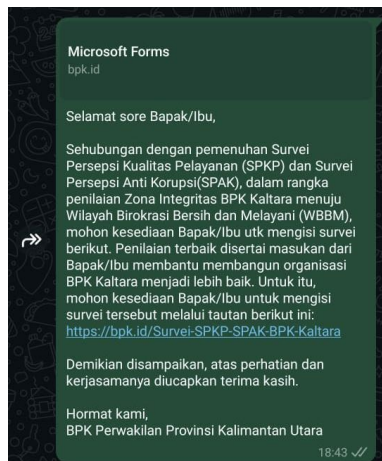 Microsoft Forms
bpk.id
Selamat sore Bapak/Ibu,
Sehubungan dengan pemenuhan Survei
Persepsi Kualitas Pelayanan (SPKP) dan Survei
Persepsi Anti Korupsi(SPAK), dalam rangka
penilaian Zona Integritas BPK Kaltara menuju
Wilayah Birokrasi Bersih dan Melayani (WBBM),
mohon kesediaan Bapak/Ibu utk mengisi survei
berikut. Penilaian terbaik disertai masukan dari
Bapak/Ibu membantu membangun organisasi
BPK Kaltara menjadi lebih baik. Untuk itu,
mohon kesediaan Bapak/Ibu untuk mengisi
survei tersebut melalui tautan berikut ini:
https://bpk.id/Survei-SPKP-SPAK-BPK-Kaltara
Demikian disampaikan, atas perhatian dan
kerjasamanya diucapkan terima kasih.
Hormat kami,
BPK Perwakilan Provinsi Kalimantan Utara
18:43